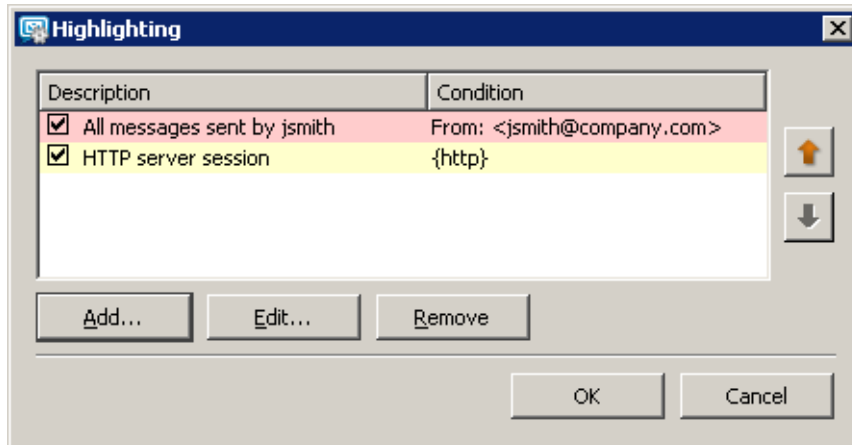 Highlighting
Description Condition
All messages sent by jsmith From: <jsmith@company.com>
HTTP server session {http}
Add... Edit... Remove
OK Cancel